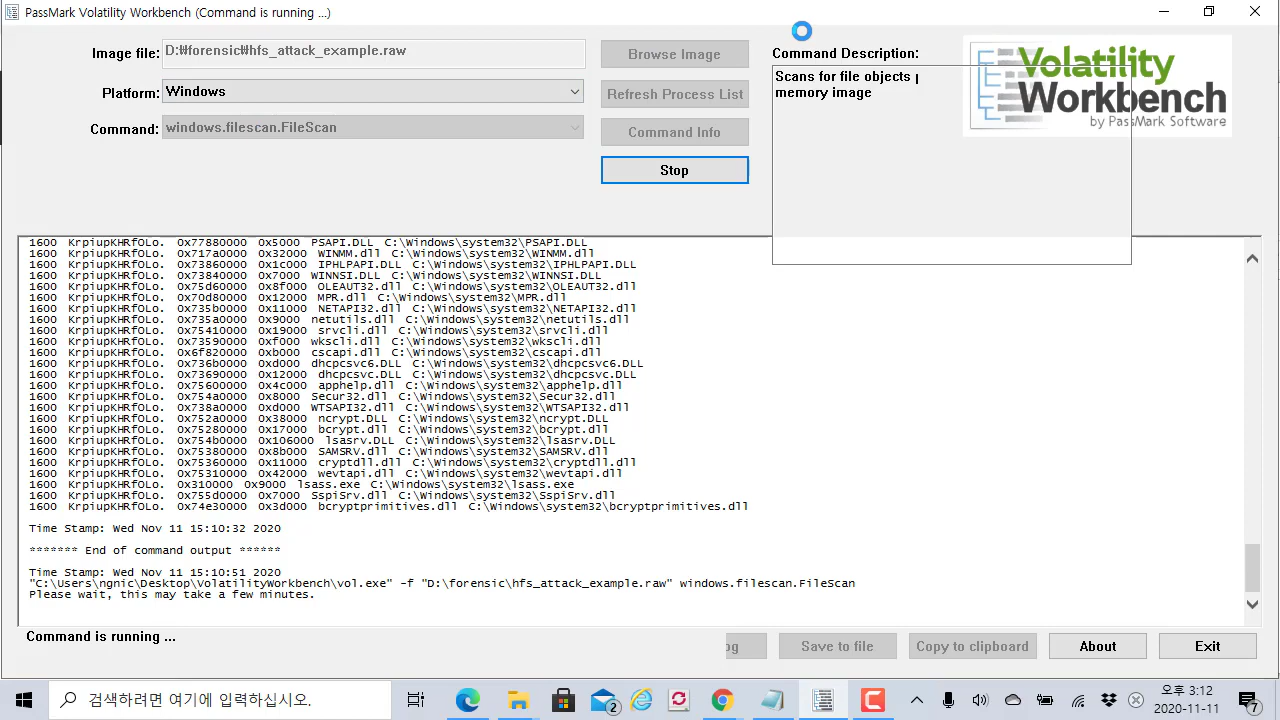 PassMark Volatility Workbench (Command is running ...)
Image file: D:₩forensic₩hfs_attack_example.raw
Browse Image
Platform: Windows
Refresh Process List
Command: windows.filescan.FileScan
Command Info
Stop
Command Description:
Scans for file objects p
memory image
Volatility
Workbench
by PassMark Software
1600 KrpiupKHRfOLo. 0x77880000 0x5000 PSAPI.DLL C:\Windows\system32\PSAPI.DLL
1600 KrpiupKHRfOLo. 0x717a0000 0x32000 WINMM.dll C:\Windows\system32\WINMM.dll
1600 KrpiupKHRfOLo. 0x73860000 0x1c000 IPHLPAPI.DLL C:\Windows\system32\IPHLPAPI.DLL
1600 KrpiupKHRfOLo. 0x73840000 0x7000 WINNSI.DLL C:\Windows\system32\WINNSI.DLL
1600 KrpiupKHRfOLo. 0x75d60000 0x8f000 OLEAUT32.dll C:\Windows\system32\OLEAUT32.dll
1600 KrpiupKHRfOLo. 0x70d80000 0x12000 MPR.dll C:\Windows\system32\MPR.dll
1600 KrpiupKHRfOLo. 0x735b0000 0x11000 NETAPI32.dll C:\Windows\system32\NETAPI32.dll
1600 KrpiupKHRfOLo. 0x735a0000 0x9000 netutils.dll C:\Windows\system32\netutils.dll
1600 KrpiupKHRfOLo. 0x75410000 0x19000 srvcli.dll C:\Windows\system32\srvcli.dll
1600 KrpiupKHRfOLo. 0x73590000 0xf000 wkscli.dll C:\Windows\system32\wkscli.dll
1600 KrpiupKHRfOLo. 0x6f820000 0xb000 cscapi.dll C:\Windows\system32\cscapi.dll
1600 KrpiupKHRfOLo. 0x736b0000 0xd000 dhcpcsvc6.DLL C:\Windows\system32\dhcpcsvc6.DLL
1600 KrpiupKHRfOLo. 0x73690000 0x12000 dhcpcsvc.DLL C:\Windows\system32\dhcpcsvc.DLL
1600 KrpiupKHRfOLo. 0x75600000 0x4c000 apphelp.dll C:\Windows\system32\apphelp.dll
1600 KrpiupKHRfOLo. 0x754a0000 0x8000 Secur32.dll C:\Windows\system32\Secur32.dll
1600 KrpiupKHRfOLo. 0x738a0000 0xd000 WTSAPI32.dll C:\Windows\system32\WTSAPI32.dll
1600 KrpiupKHRfOLo. 0x752a0000 0x38000 ncrypt.DLL C:\Windows\system32\ncrypt.DLL
1600 KrpiupKHRfOLo. 0x75280000 0x17000 bcrypt.dll C:\Windows\system32\bcrypt.dll
1600 KrpiupKHRfOLo. 0x754b0000 0x106000 lsasrv.DLL C:\Windows\system32\lsasrv.DLL
1600 KrpiupKHRfOLo. 0x75380000 0x8b000 SAMSRV.dll C:\Windows\system32\SAMSRV.dll
1600 KrpiupKHRfOLo. 0x75360000 0x11000 cryptdll.dll C:\Windows\system32\cryptdll.dll
1600 KrpiupKHRfOLo. 0x75310000 0x42000 wevtapi.dll C:\Windows\system32\wevtapi.dll
1600 KrpiupKHRfOLo. 0x310000 0x9000 lsass.exe C:\Windows\system32\lsass.exe
1600 KrpiupKHRfOLo. 0x755d0000 0x7000 SspiSrv.dll C:\Windows\system32\SspiSrv.dll
1600 KrpiupKHRfOLo. 0x74e30000 0x3d000 bcryptprimitives.dll C:\Windows\system32\bcryptprimitives.dll
Time Stamp: Wed Nov 11 15:10:32 2020
******* End of command output ******
Time Stamp: Wed Nov 11 15:10:51 2020
"C:\Users\ngnic\Desktop\VolatilityWorkbench\vol.exe" -f "D:\forensic\hfs_attack_example.raw" windows.filescan.FileScan
Please wait, this may take a few minutes.
Command is running ...
og
Save to file
Copy to clipboard
About
Exit
검색하려면 여기에 입력하십시오.
2
오후 3:12
2020-11-11
7